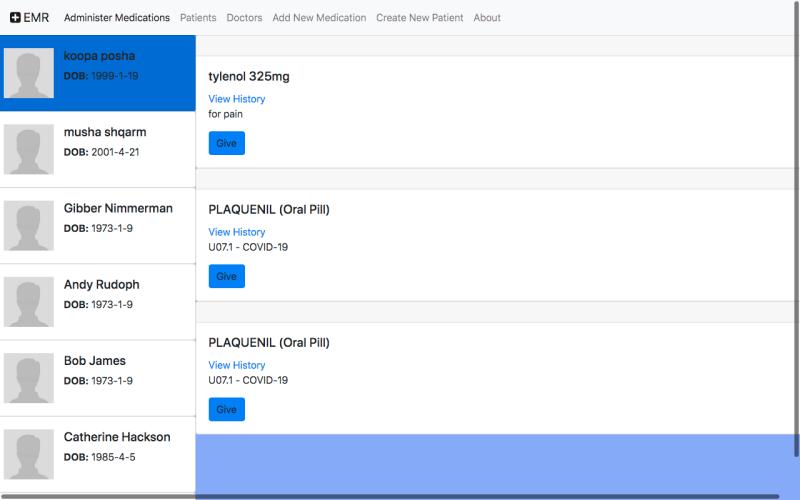 EMR Administer Medications Patients Doctors Add New Medication Create New Patient About
koopa posha
DOB: 1999-1-19
musha shqarm
DOB: 2001-4-21
Gibber Nimmerman
DOB: 1973-1-9
Andy Rudoph
DOB: 1973-1-9
Bob James
DOB: 1973-1-9
Catherine Hackson
DOB: 1985-4-5
tylenol 325mg
View History
for pain
Give
PLAQUENIL (Oral Pill)
View History
U07.1 - COVID-19
Give
PLAQUENIL (Oral Pill)
View History
U07.1 - COVID-19
Give